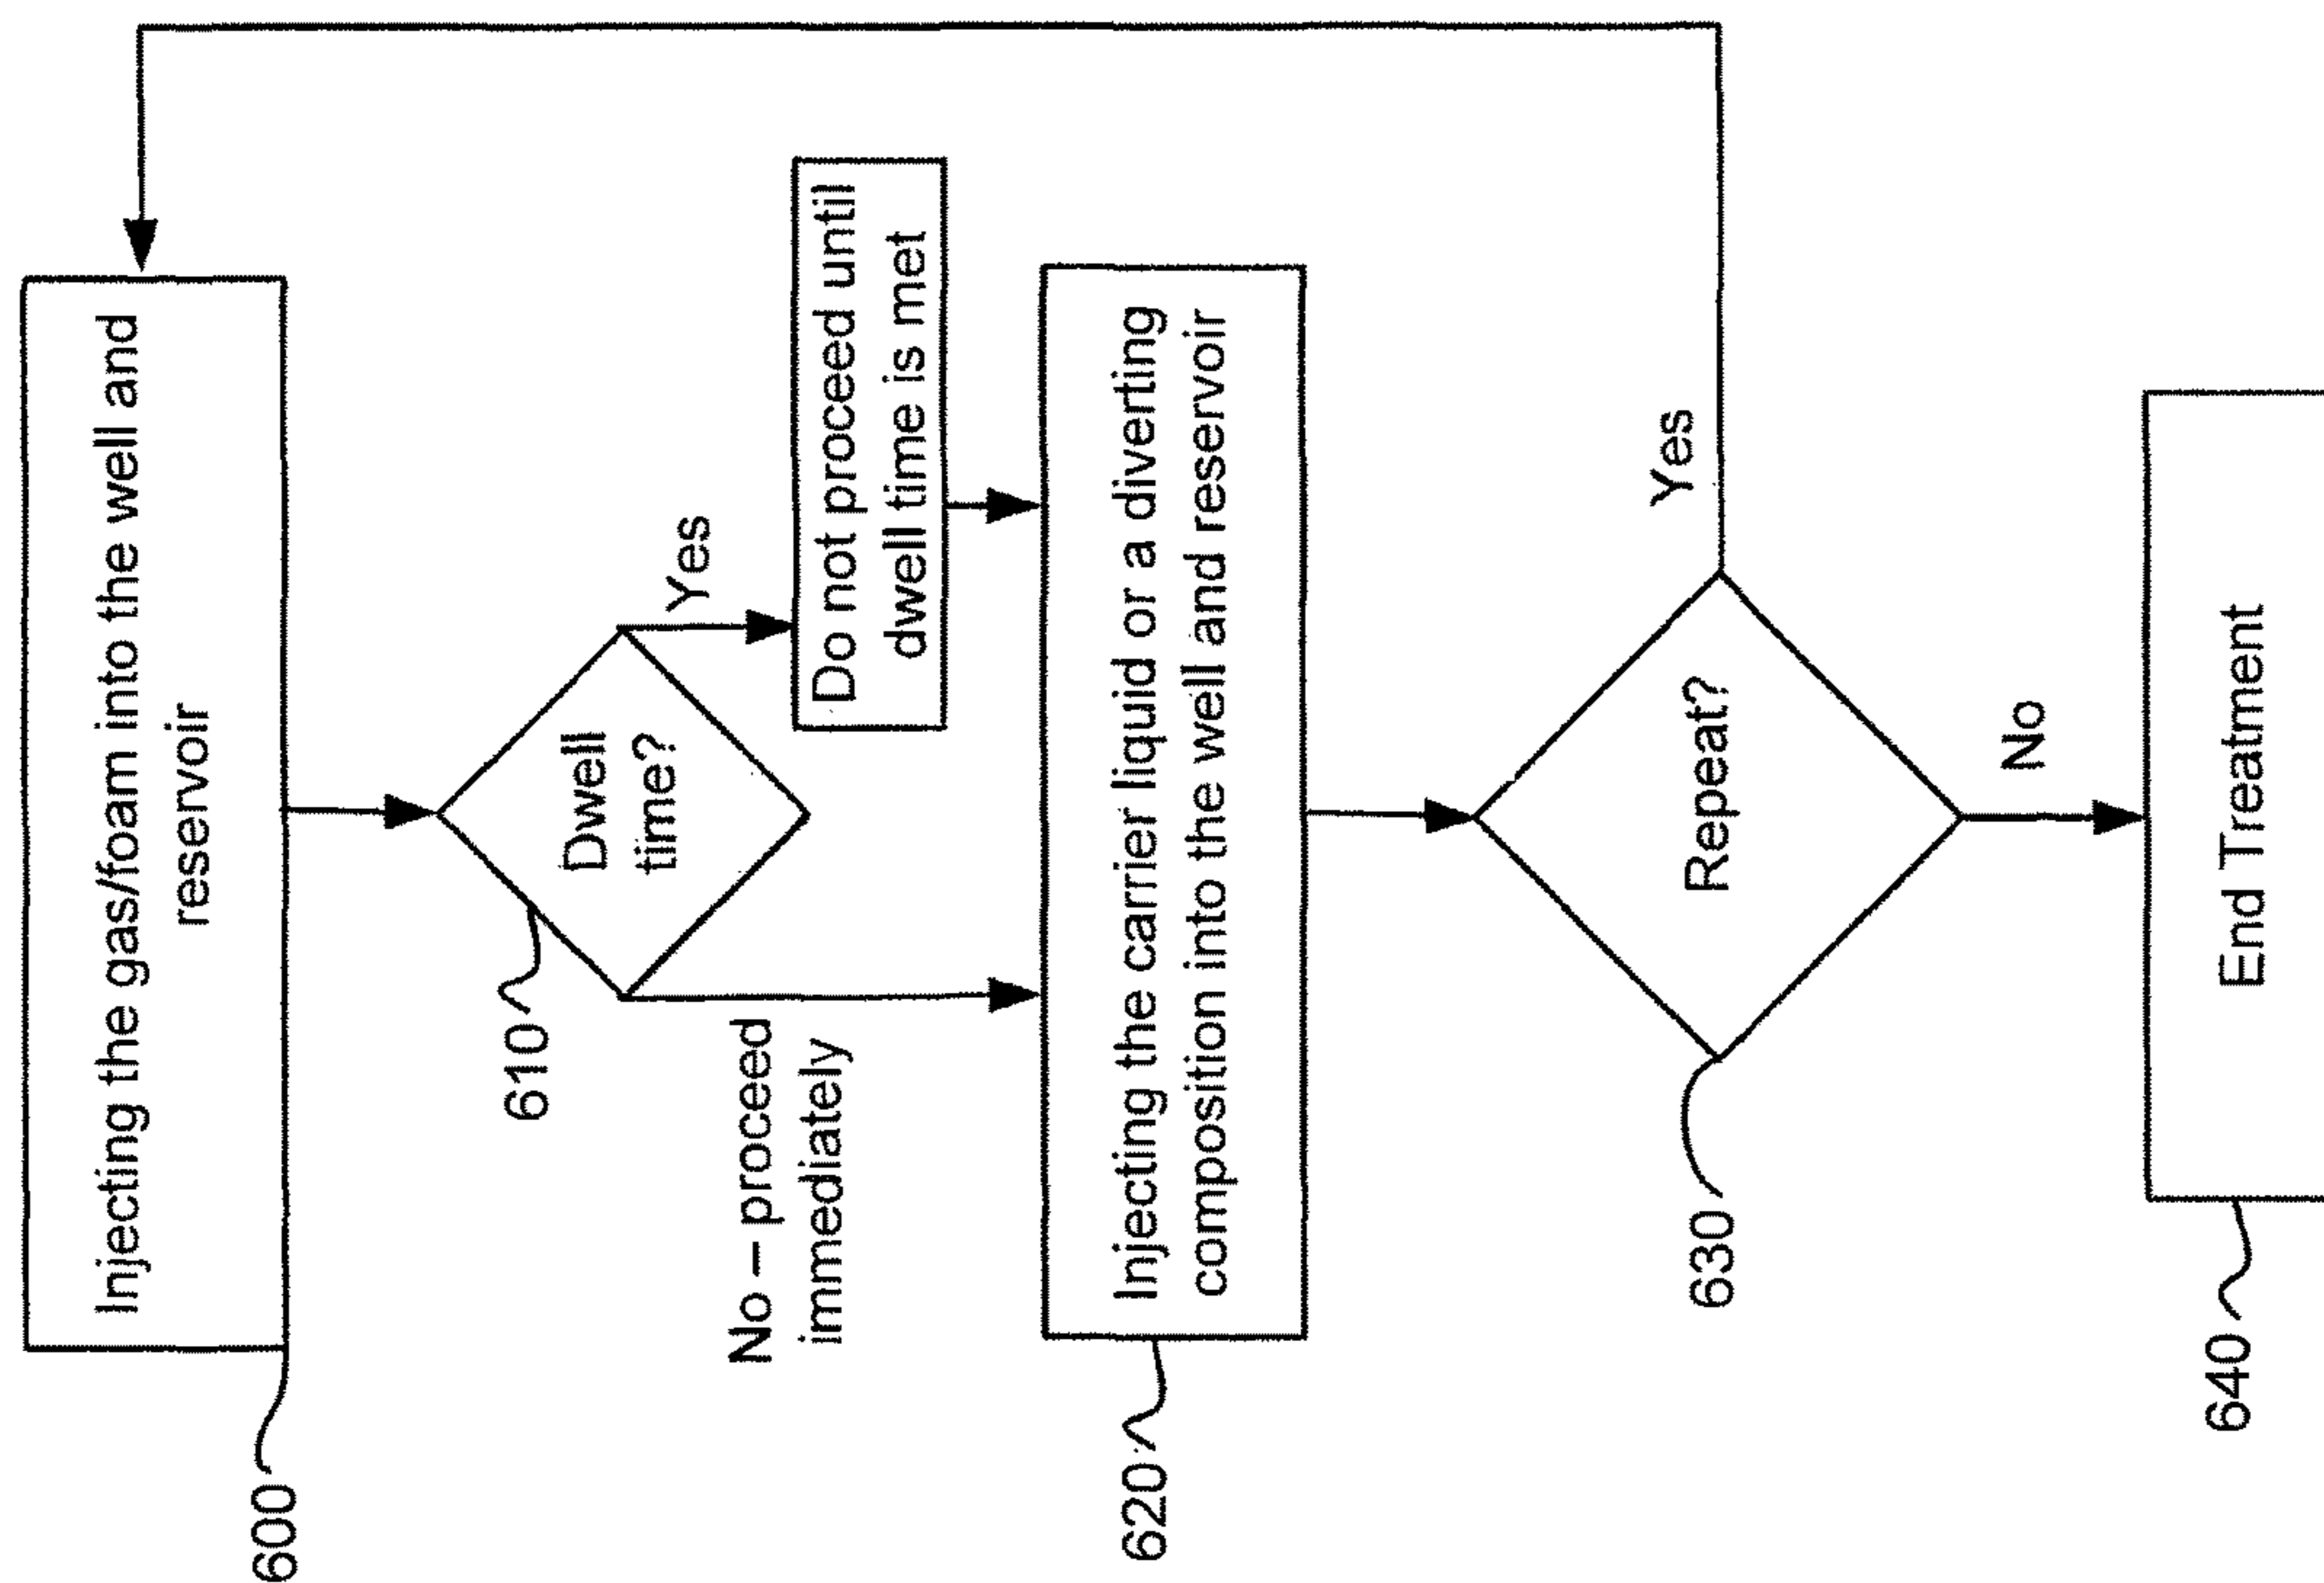 Injecting the gas/foam into the well and
reservoir
600
Dwell
time?
610
Yes
Do not proceed until
dwell time is met
No – proceed
immediately
Injecting the carrier liquid or a diverting
composition into the well and reservoir
620
Repeat?
630
Yes
No
End Treatment
640